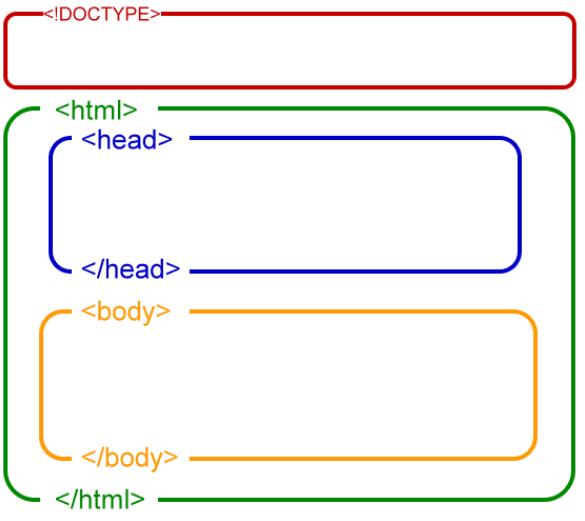 <!DOCTYPE>
<html>
<head>
</head>
<body>
</body>
</html>